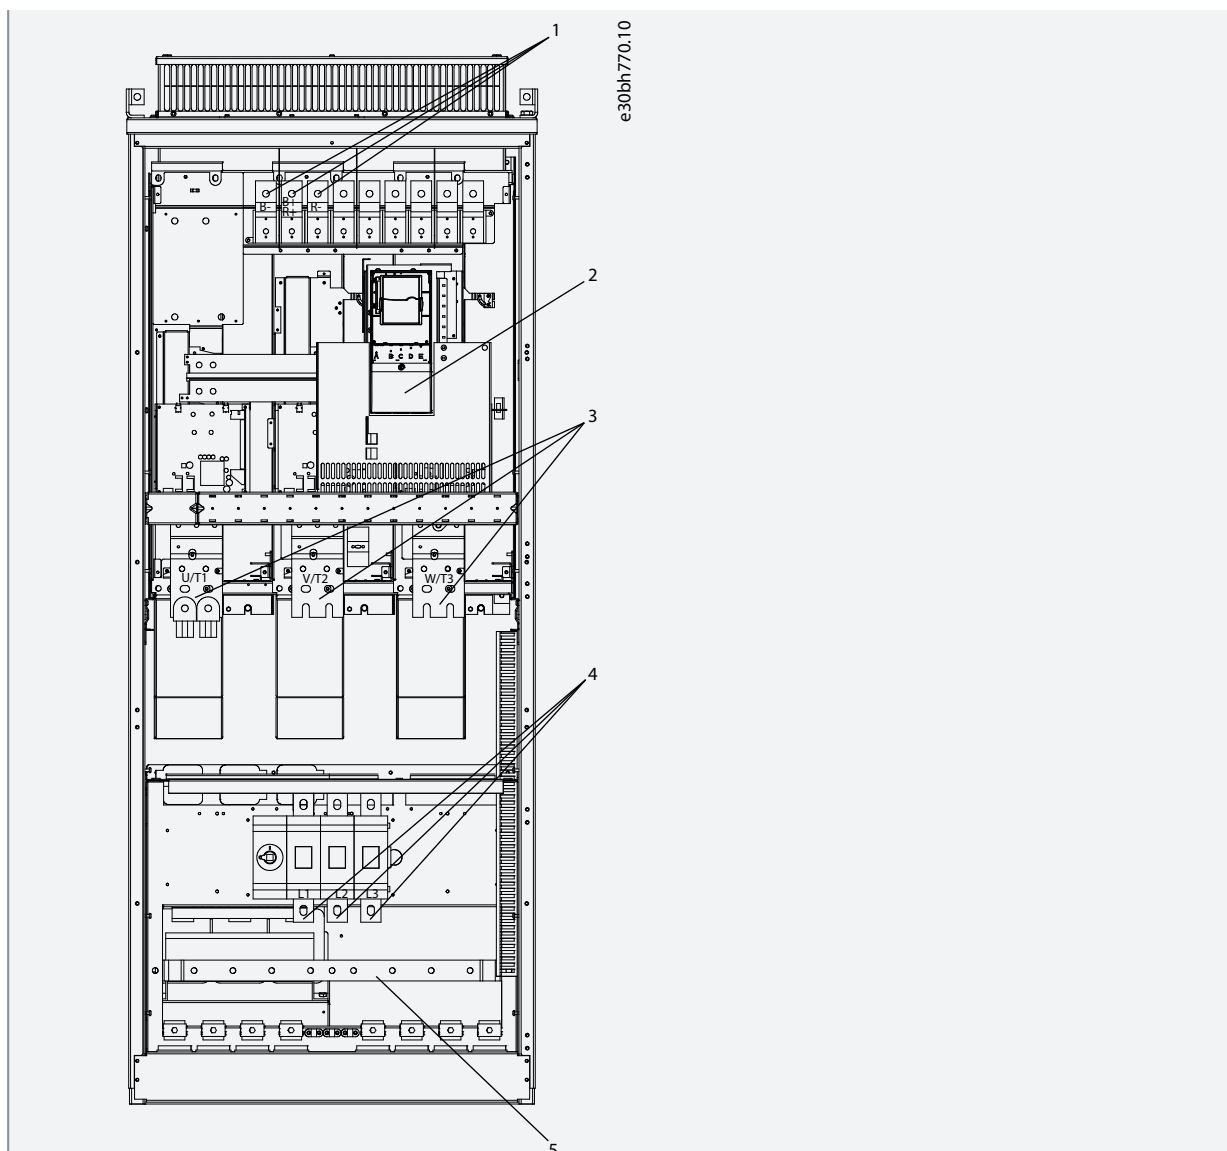 1
e30bh770.10
B-
B+
R+
R-
2
A B C D E
3
U/T1
V/T2
W/T3
4
L1
L2
L3
5